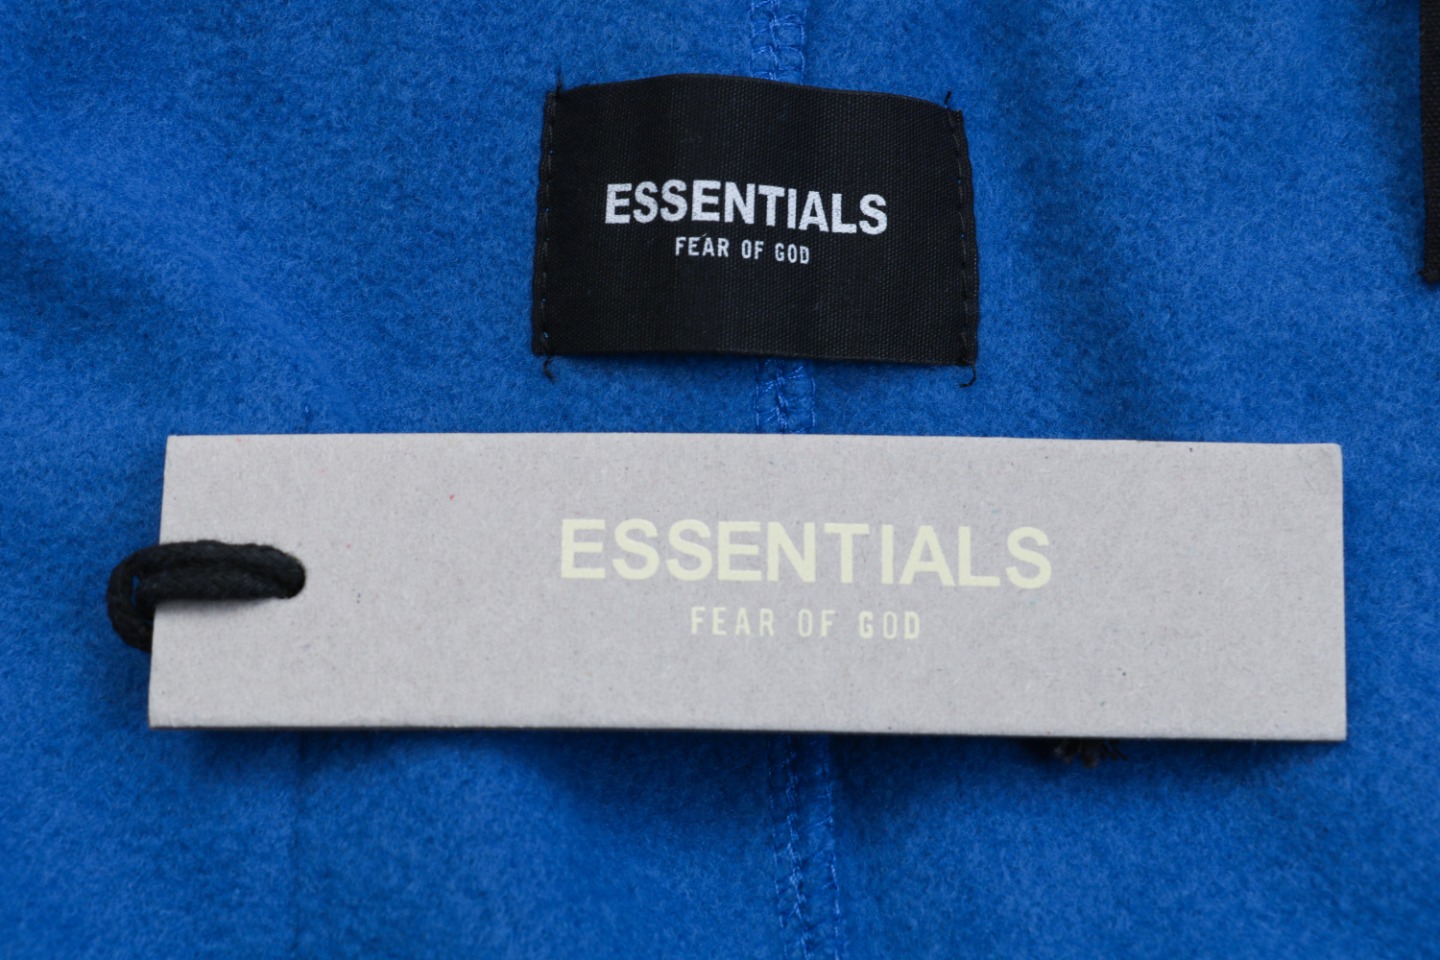 ESSENTIALS
FEAR OF GOD
ESSENTIALS
FEAR OF GOD